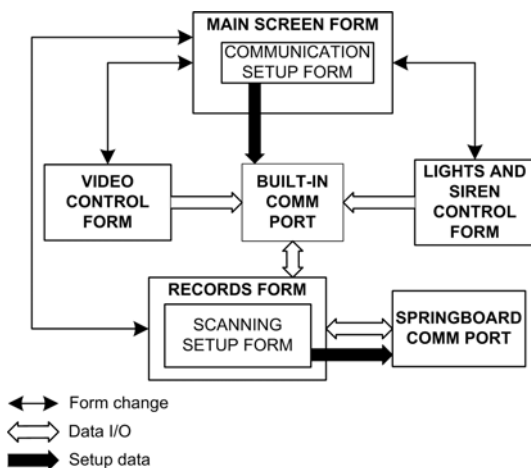 MAIN SCREEN FORM
COMMUNICATION
SETUP FORM
VIDEO
CONTROL
FORM
BUILT-IN
COMM
PORT
LIGHTS AND
SIREN
CONTROL
FORM
RECORDS FORM
SCANNING
SETUP FORM
SPRINGBOARD
COMM PORT
Form change
Data I/O
Setup data